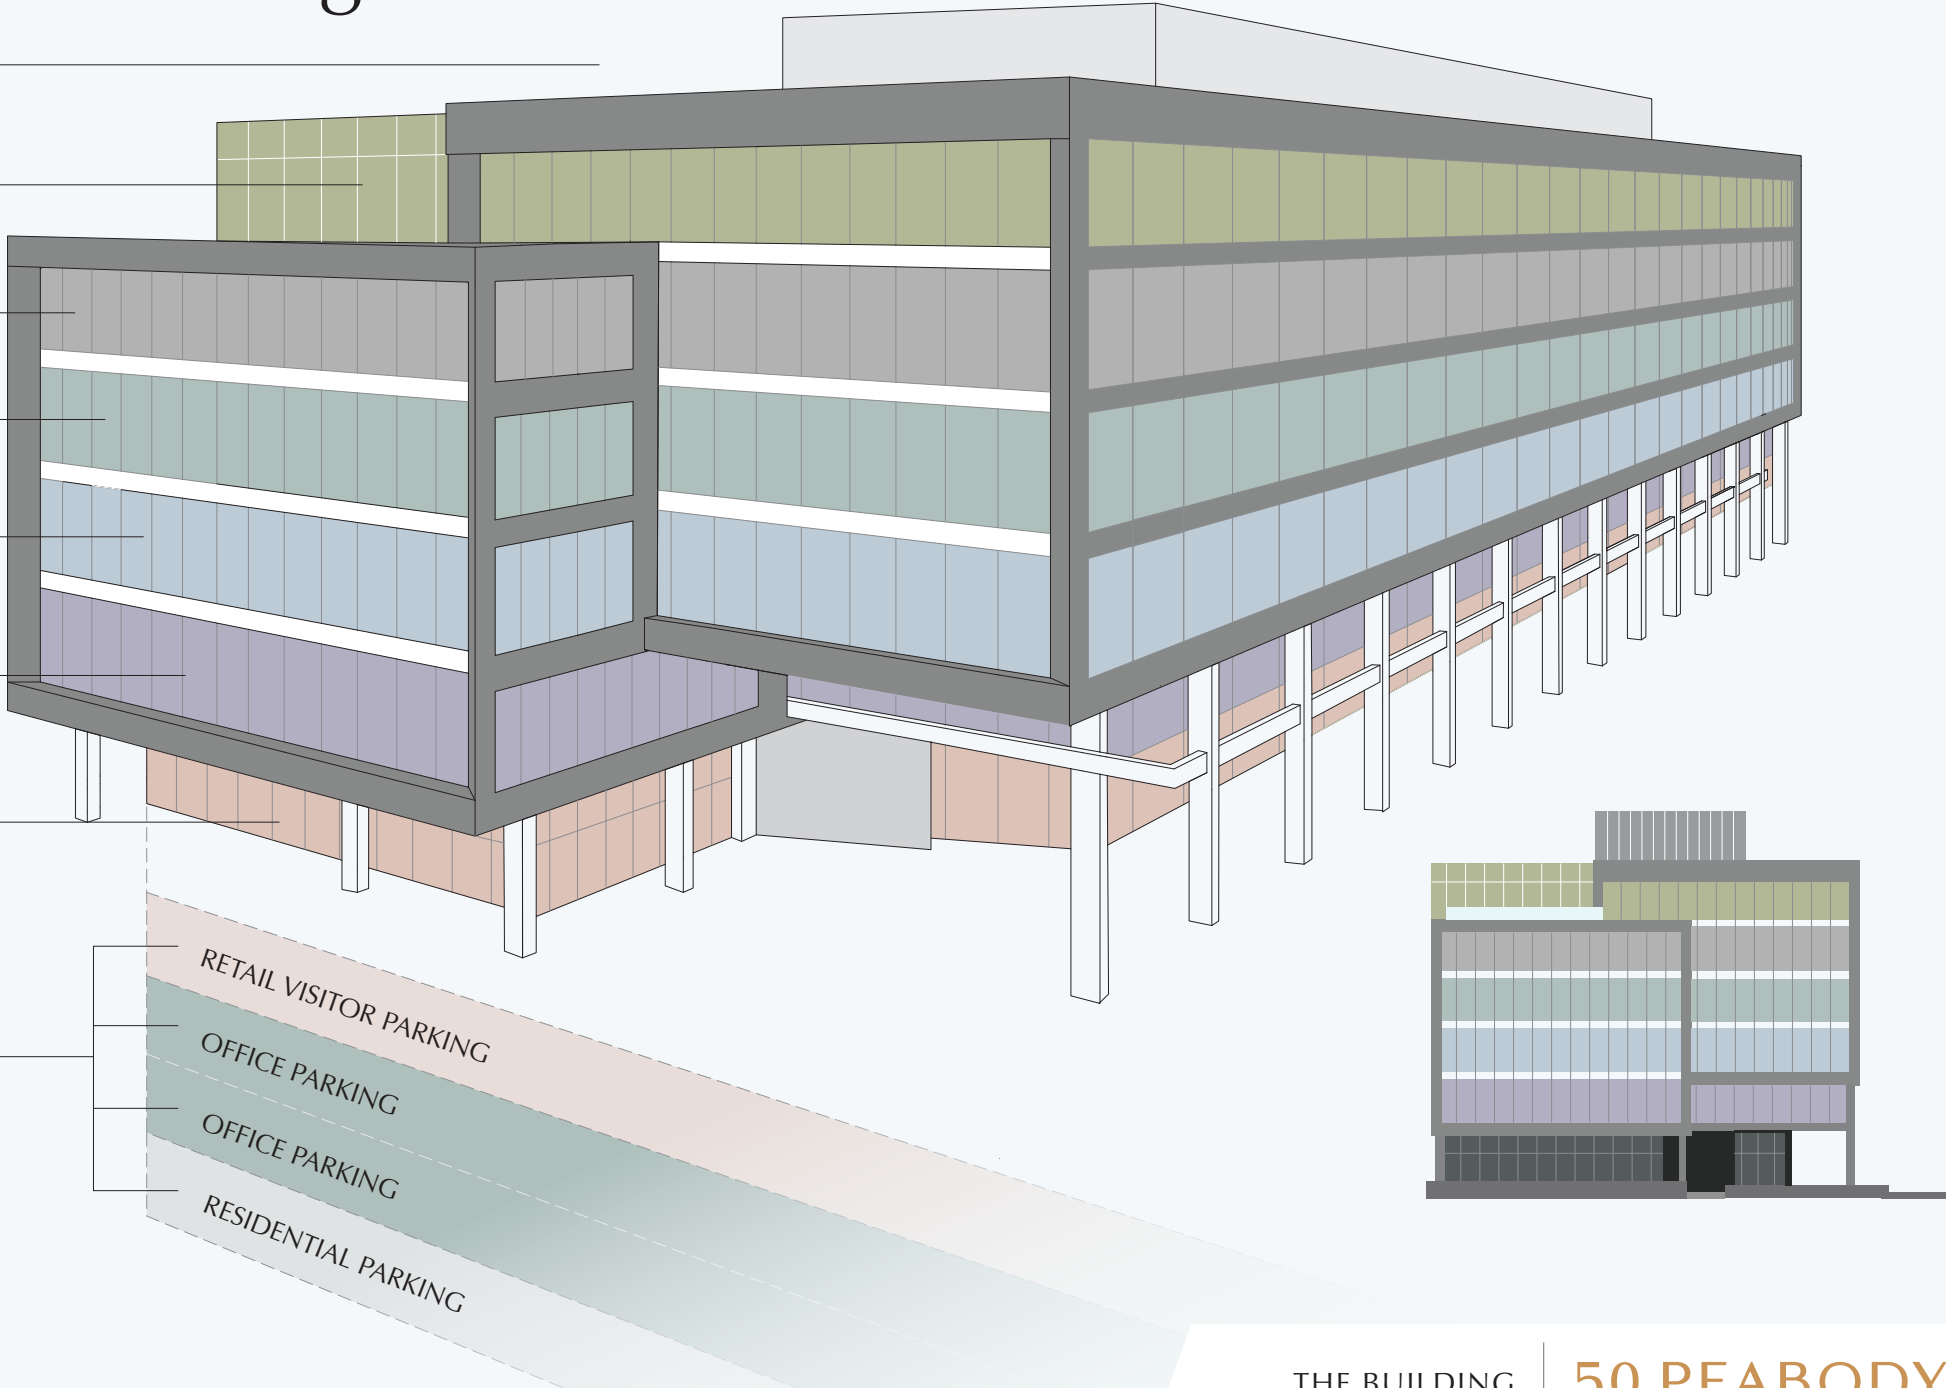 g
RETAIL VISITOR PARKING
OFFICE PARKING
OFFICE PARKING
RESIDENTIAL PARKING
THE BUILDING
50 PEABODY